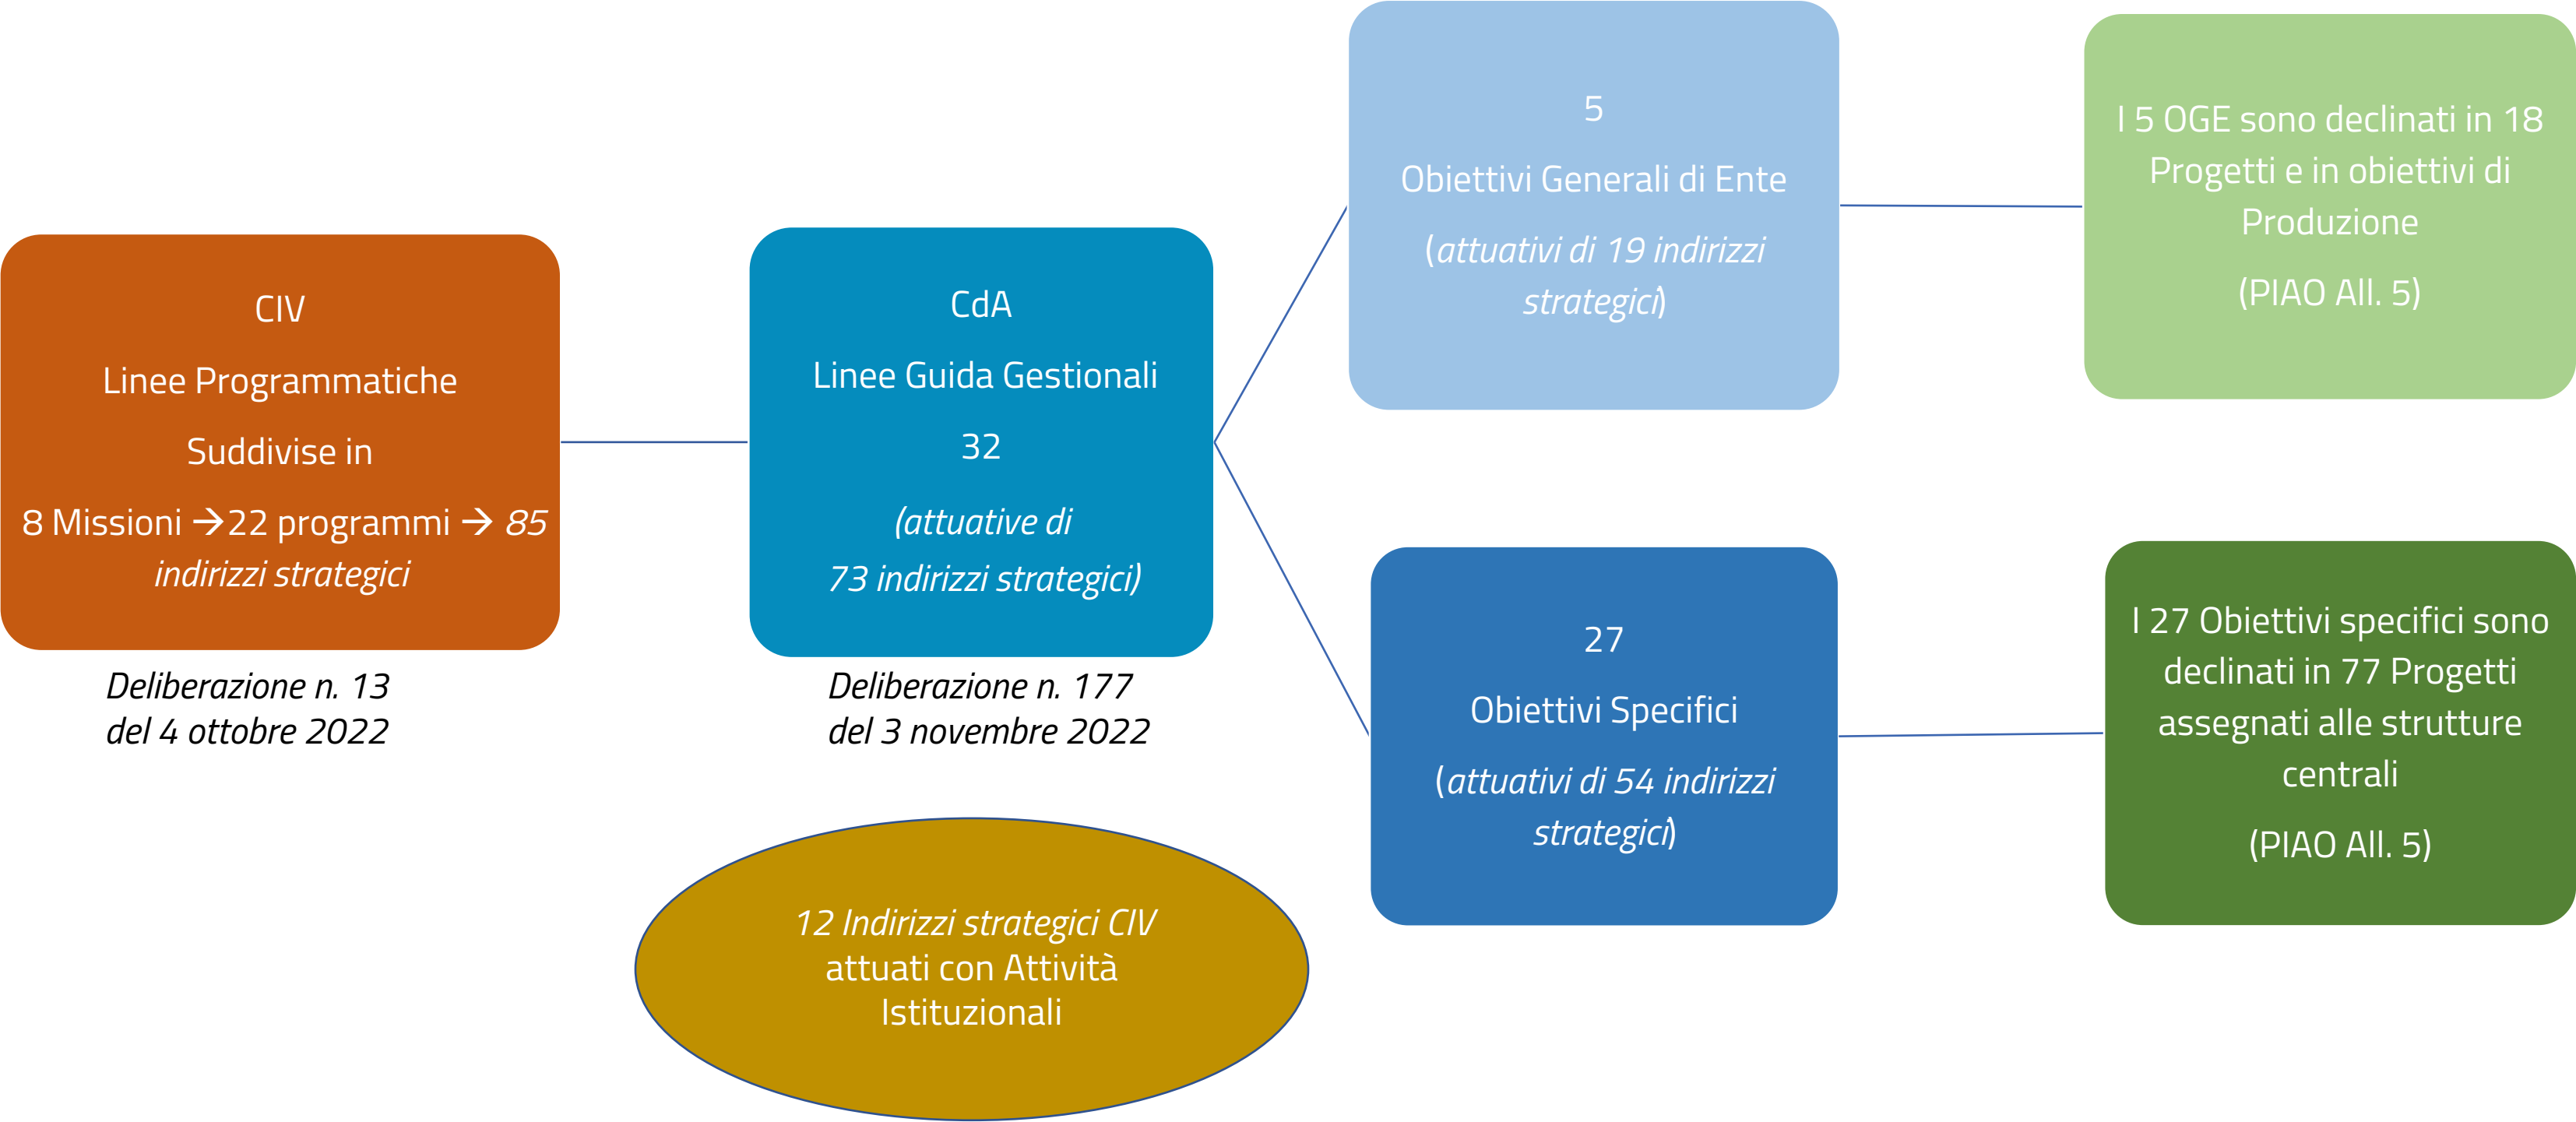 CIV
Linee Programmatiche
Suddivise in
8 Missioni →22 programmi → 85
indirizzi strategici
Deliberazione n. 13
del 4 ottobre 2022
CdA
Linee Guida Gestionali
32
(attuative di
73 indirizzi strategici)
Deliberazione n. 177
del 3 novembre 2022
12 Indirizzi strategici CIV
attuati con Attività
Istituzionali
5
Obiettivi Generali di Ente
(attuativi di 19 indirizzi
strategici)
27
Obiettivi Specifici
(attuativi di 54 indirizzi
strategici)
I 5 OGE sono declinati in 18
Progetti e in obiettivi di
Produzione
(PIAO All. 5)
I 27 Obiettivi specifici sono
declinati in 77 Progetti
assegnati alle strutture
centrali
(PIAO All. 5)